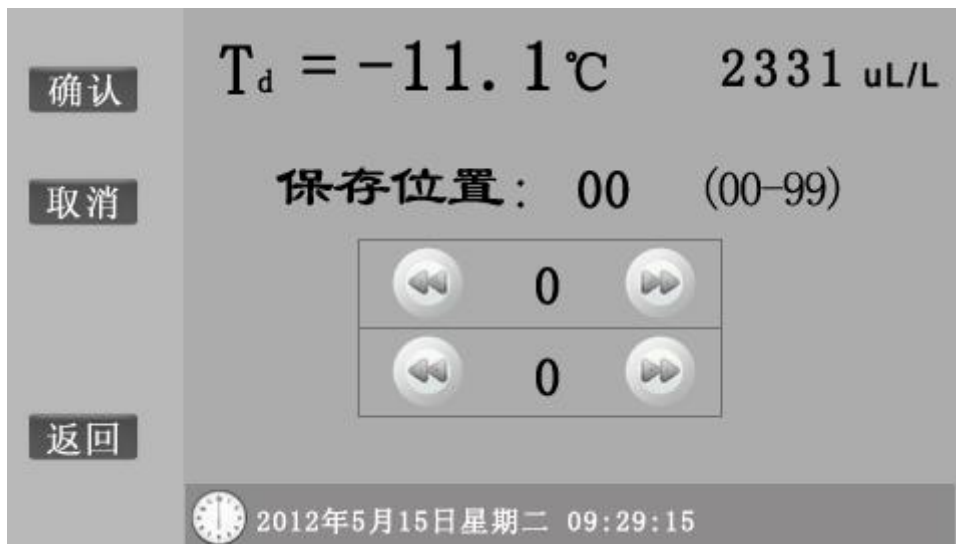 确认
取消
返回
Td = -11.1℃ 2331 uL/L
保存位置: 00 (00-99)
0
0
2012年5月15日星期二 09:29:15